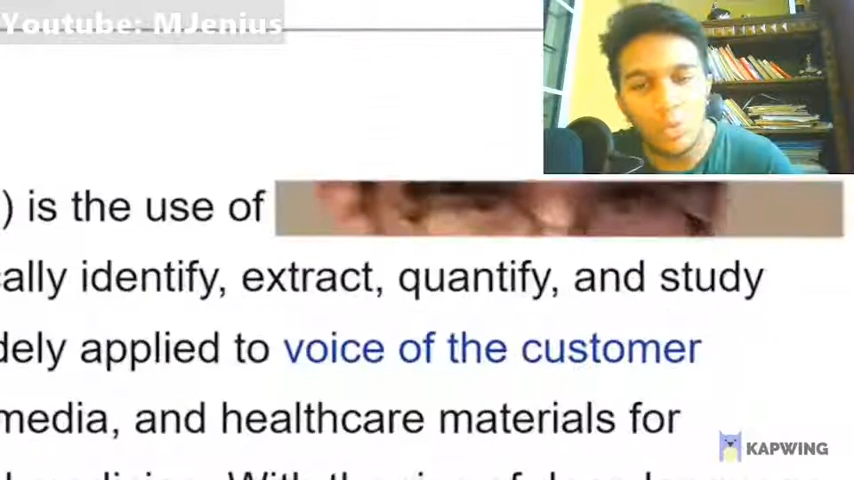 Youtube: MJenius
) is the use of
cally identify, extract, quantify, and study
dely applied to voice of the customer
media, and healthcare materials for
KAPWING